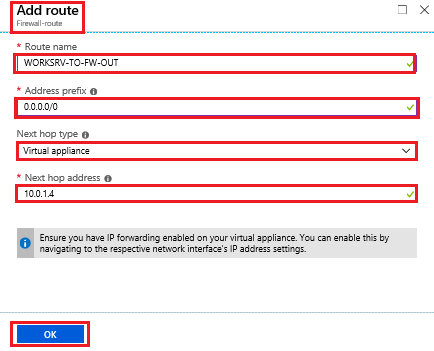 Add route
Firewall-route
* Route name
WORKSRV-TO-FW-OUT
* Address prefix
0.0.0.0/0
Next hop type
Virtual appliance
* Next hop address
10.0.1.4
Ensure you have IP forwarding enabled on your virtual appliance. You can enable this by
navigating to the respective network interface's IP address settings.
OK